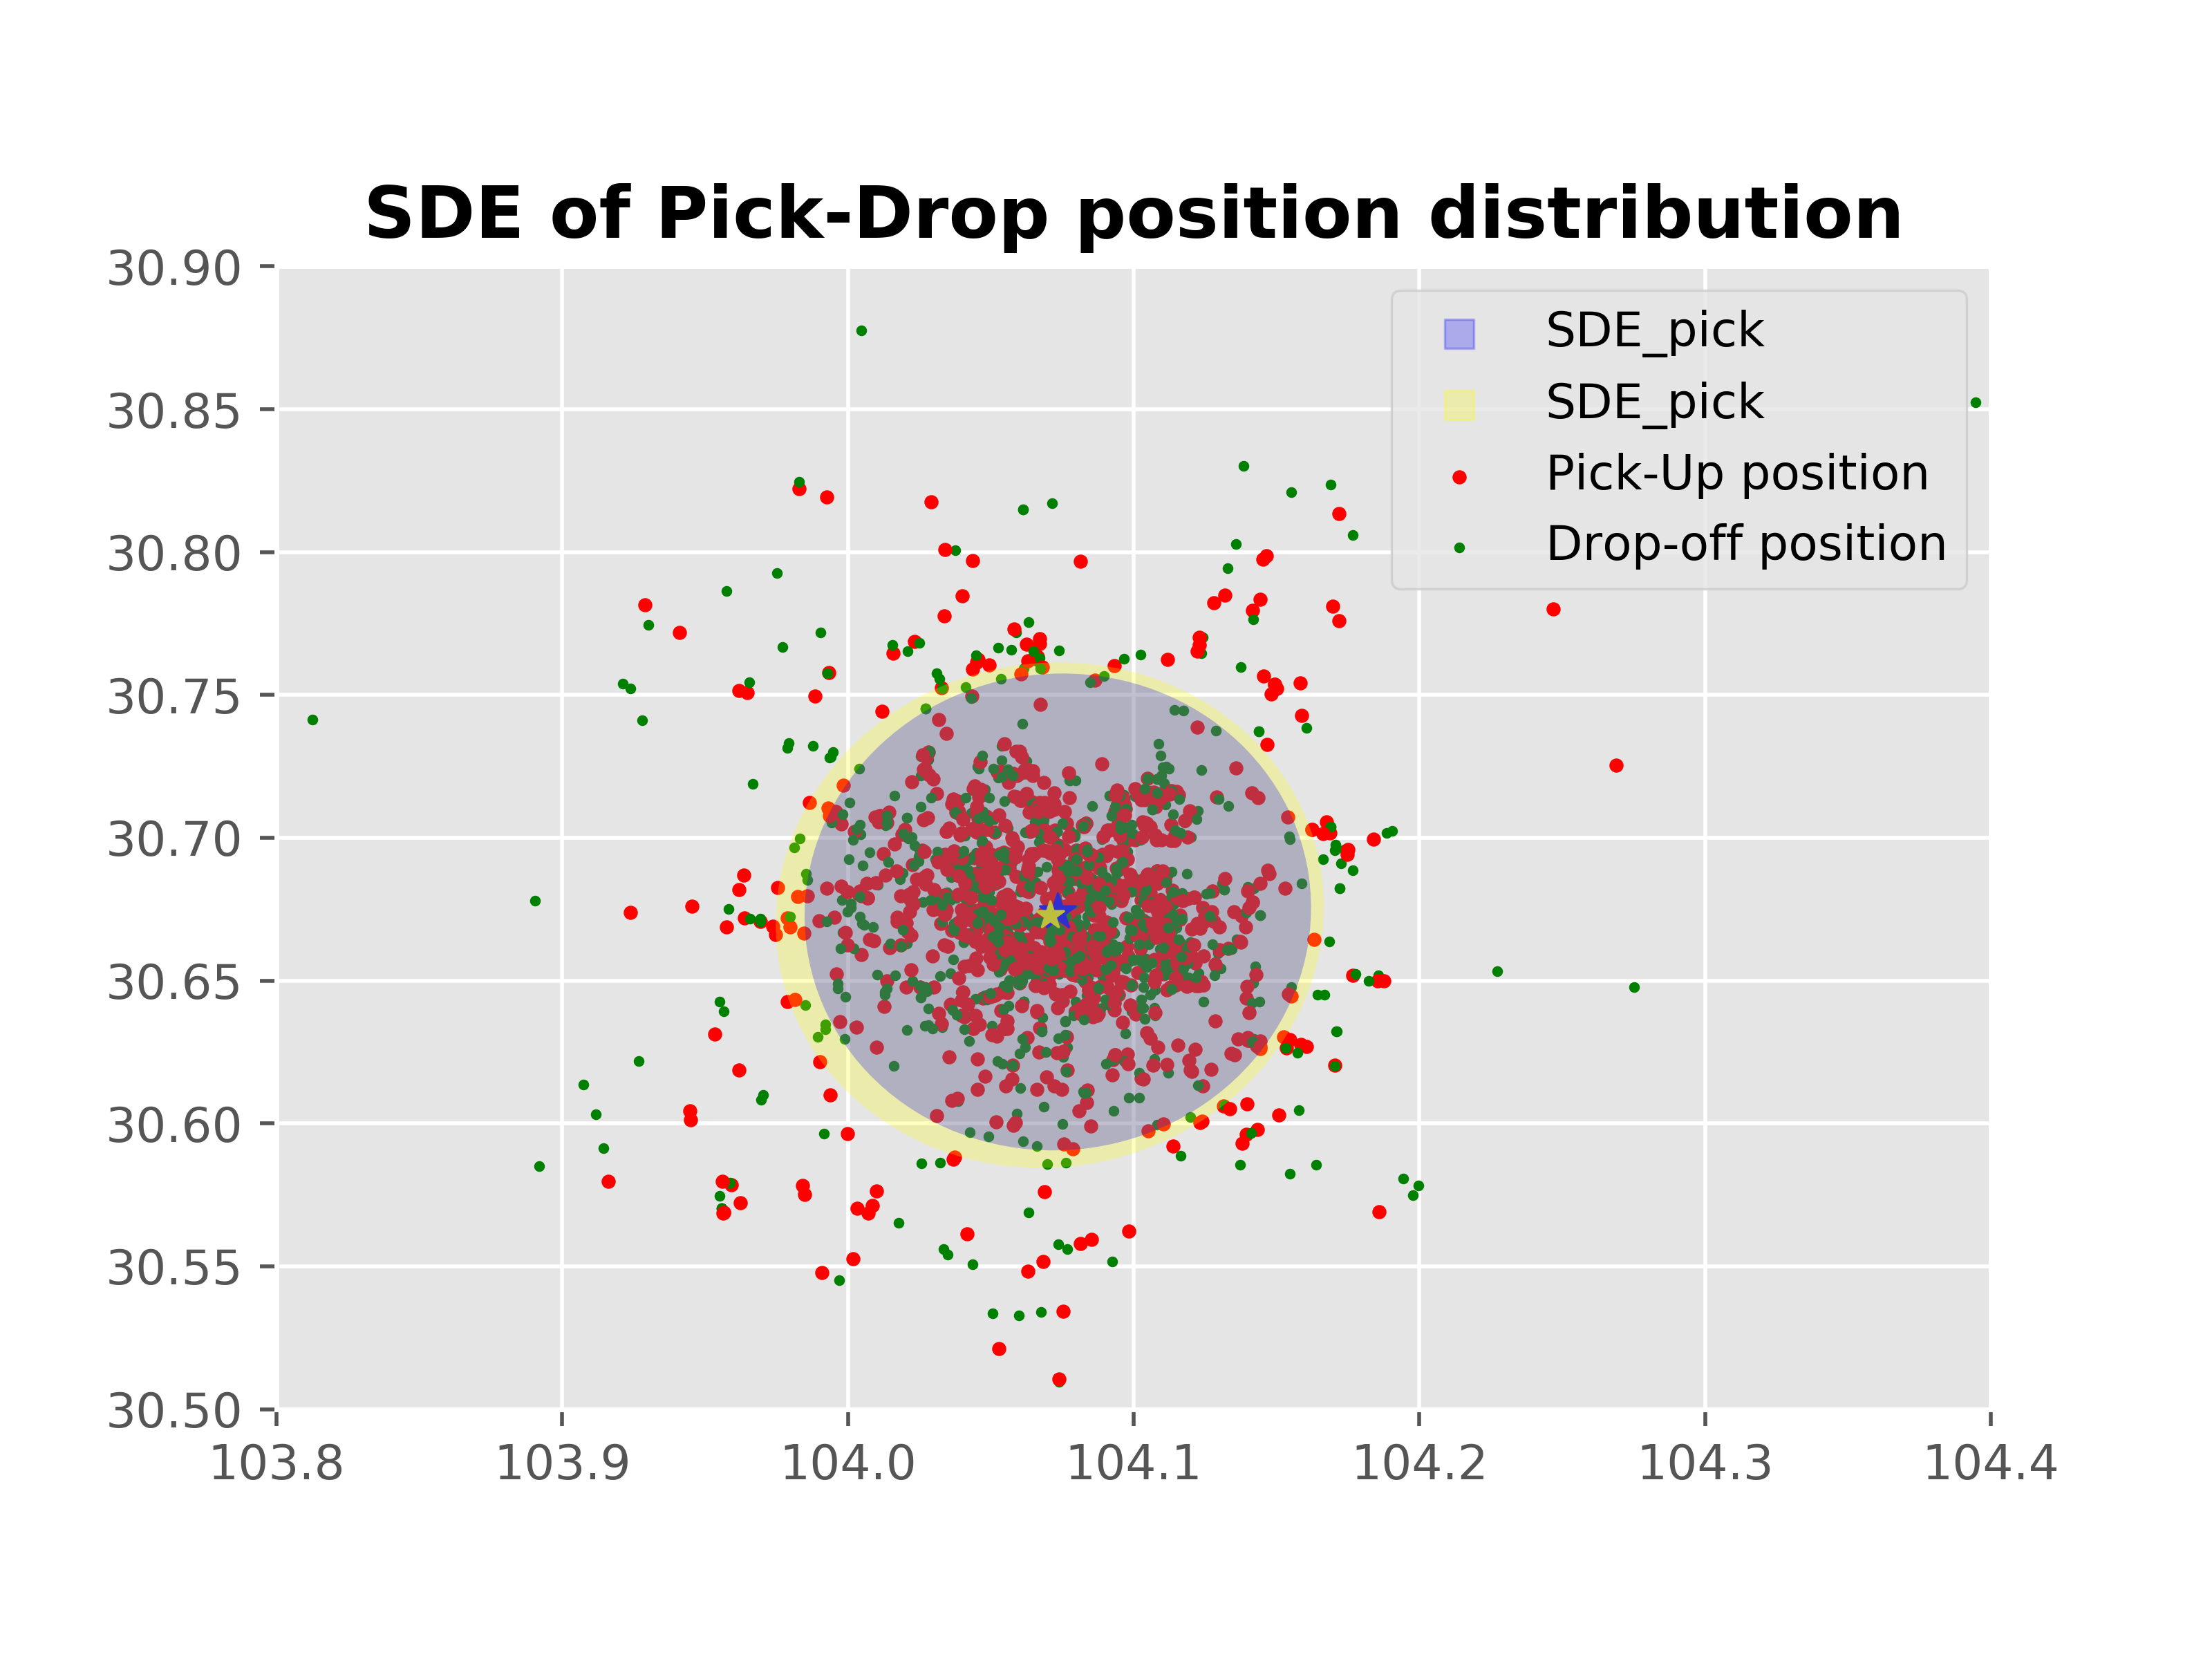 SDE of Pick-Drop position distribution
30.90
30.85
30.80
30.75
30.70
30.65
30.60
30.55
30.50
103.8 103.9 104.0 104.1 104.2 104.3 104.4
SDE_pick
SDE_pick
Pick-Up position
Drop-off position